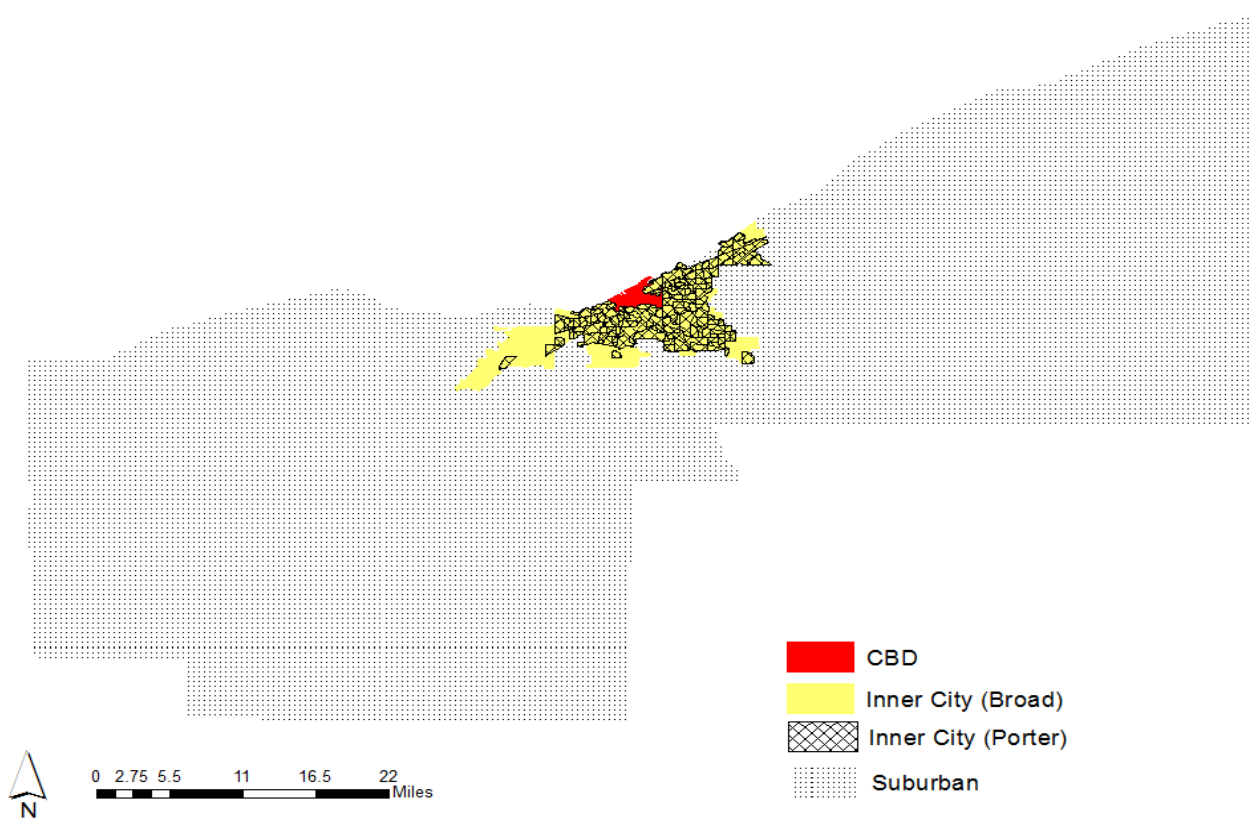 CBD
Inner City (Broad)
Inner City (Porter)
Suburban
0 2.75 5.5 11 16.5 22
Miles
N